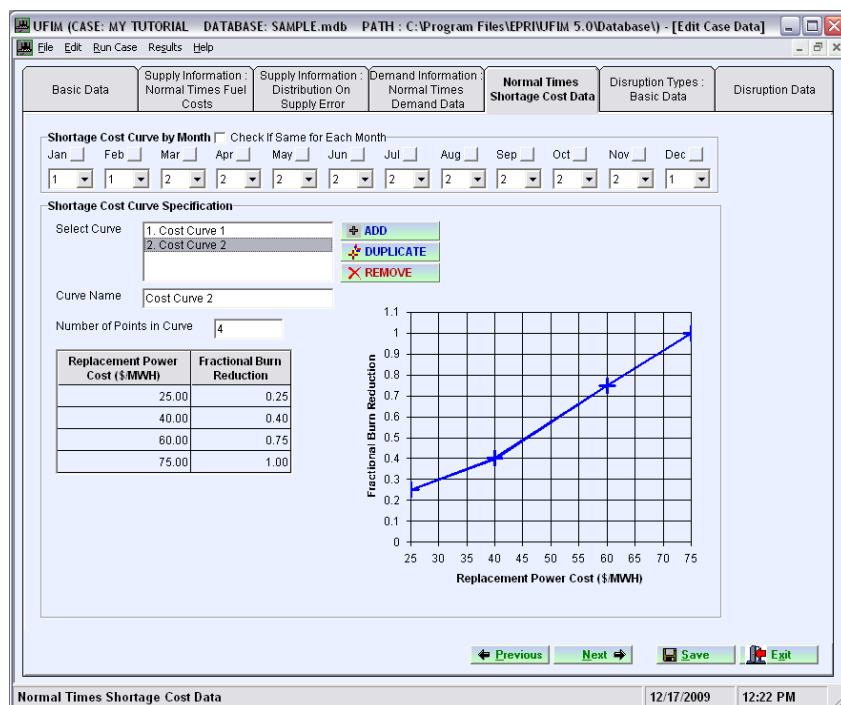 UFIM (CASE: MY TUTORIAL DATABASE: SAMPLE.mdb PATH : C:\Program Files\EPRI\UFIM 5.0\Database\) - [Edit Case Data]
File Edit Run Case Results Help
Basic Data
Supply Information :
Normal Times Fuel
Costs
Supply Information :
Distribution On
Supply Error
Demand Information :
Normal Times
Demand Data
Normal Times
Shortage Cost Data
Disruption Types :
Basic Data
Disruption Data
Shortage Cost Curve by Month Check If Same for Each Month
Jan Feb Mar Apr May Jun Jul Aug Sep Oct Nov Dec
1 1 2 2 2 2 2 2 2 2 2 1
Shortage Cost Curve Specification
Select Curve
1. Cost Curve 1
2. Cost Curve 2
ADD
DUPLICATE
REMOVE
Curve Name Cost Curve 2
Number of Points in Curve 4
Replacement Power
Cost ($/MWH)
Fractional Burn
Reduction
25.00 0.25
40.00 0.40
60.00 0.75
75.00 1.00
Fractional Burn Reduction
1.1
1
0.9
0.8
0.7
0.6
0.5
0.4
0.3
0.2
0.1
0
25 30 35 40 45 50 55 60 65 70 75
Replacement Power Cost ($/MWH)
Previous Next Save Exit
Normal Times Shortage Cost Data 12/17/2009 12:22 PM